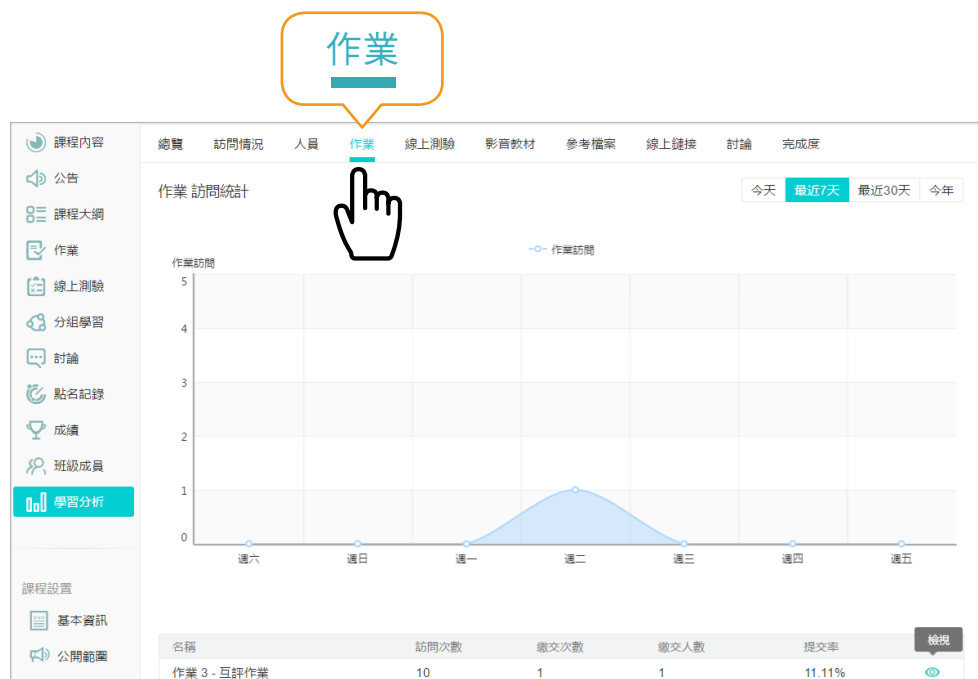 作業
課程內容
公告
課程大綱
作業
線上測驗
分組學習
討論
點名記錄
成績
班級成員
學習分析
課程設置
基本資訊
公開範圍
總覽 訪問情況 人員 作業 線上測驗 影音教材 參考檔案 線上鏈接 討論 完成度
作業 訪問統計
今天 最近7天 最近30天 今年
作業訪問
作業訪問
5
4
3
2
1
0
週六 週日 週一 週二 週三 週四 週五
檢視
名稱 訪問次數 繳交次數 繳交人數 提交率
作業 3 - 互評作業 10 1 1 11.11%